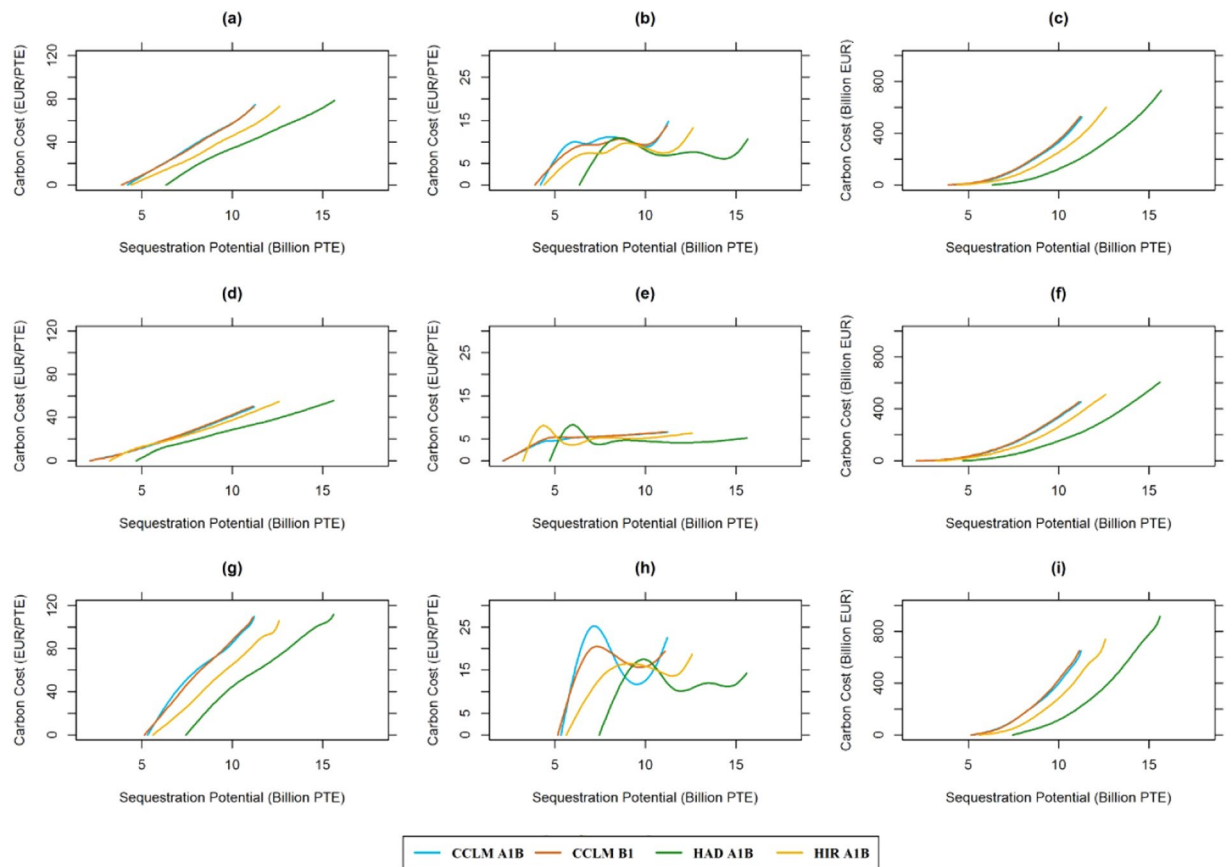 (a) (b) (c)
Carbon Cost (EUR/PTE)
0 40 80 120
5 10 15
Sequestration Potential (Billion PTE)
Carbon Cost (EUR/PTE)
0 5 15 25
5 10 15
Sequestration Potential (Billion PTE)
Carbon Cost (Billion EUR)
0 400 800
5 10 15
Sequestration Potential (Billion PTE)
(d) (e) (f)
Carbon Cost (EUR/PTE)
0 40 80 120
5 10 15
Sequestration Potential (Billion PTE)
Carbon Cost (EUR/PTE)
0 5 15 25
5 10 15
Sequestration Potential (Billion PTE)
Carbon Cost (Billion EUR)
0 400 800
5 10 15
Sequestration Potential (Billion PTE)
(g) (h) (i)
Carbon Cost (EUR/PTE)
0 40 80 120
5 10 15
Sequestration Potential (Billion PTE)
Carbon Cost (EUR/PTE)
0 5 15 25
5 10 15
Sequestration Potential (Billion PTE)
Carbon Cost (Billion EUR)
0 400 800
5 10 15
Sequestration Potential (Billion PTE)
CCLM A1B CCLM B1 HAD A1B HIR A1B